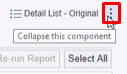 Detail List - Original
Collapse this component
Re-run Report Select All